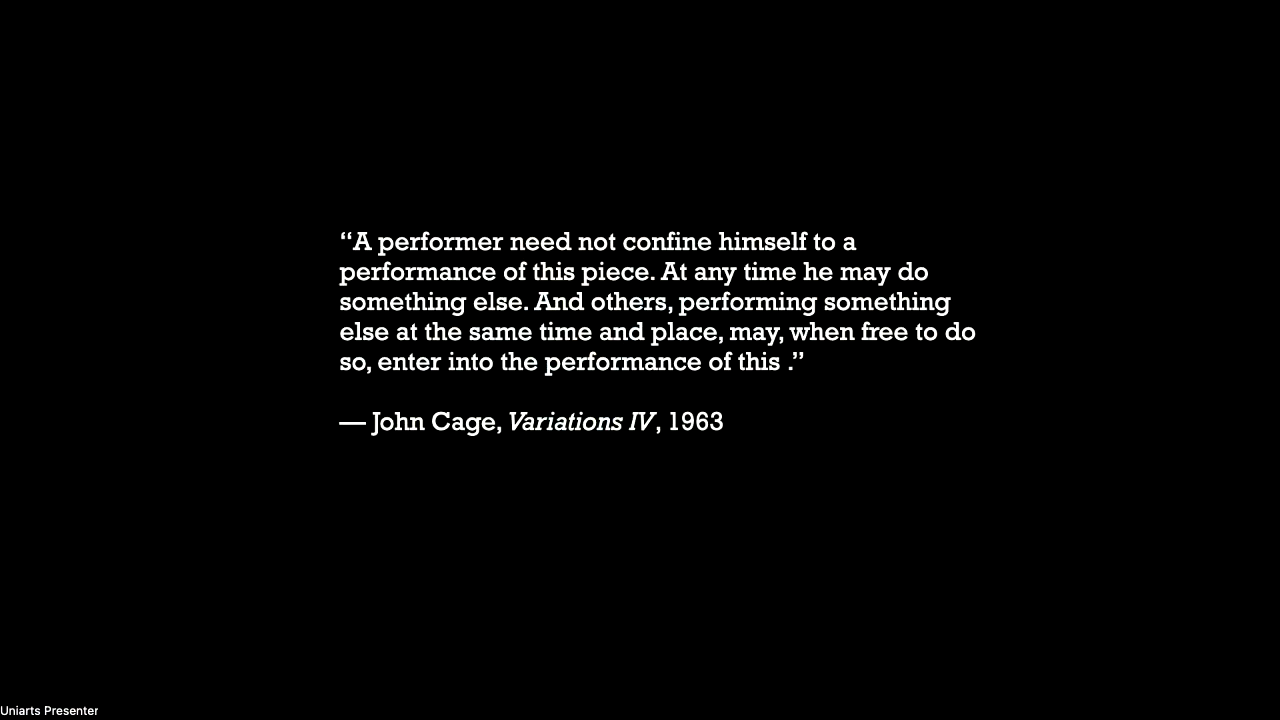 “A performer need not confine himself to a
performance of this piece. At any time he may do
something else. And others, performing something
else at the same time and place, may, when free to do
so, enter into the performance of this .”
— John Cage, Variations IV, 1963
Uniarts Presenter